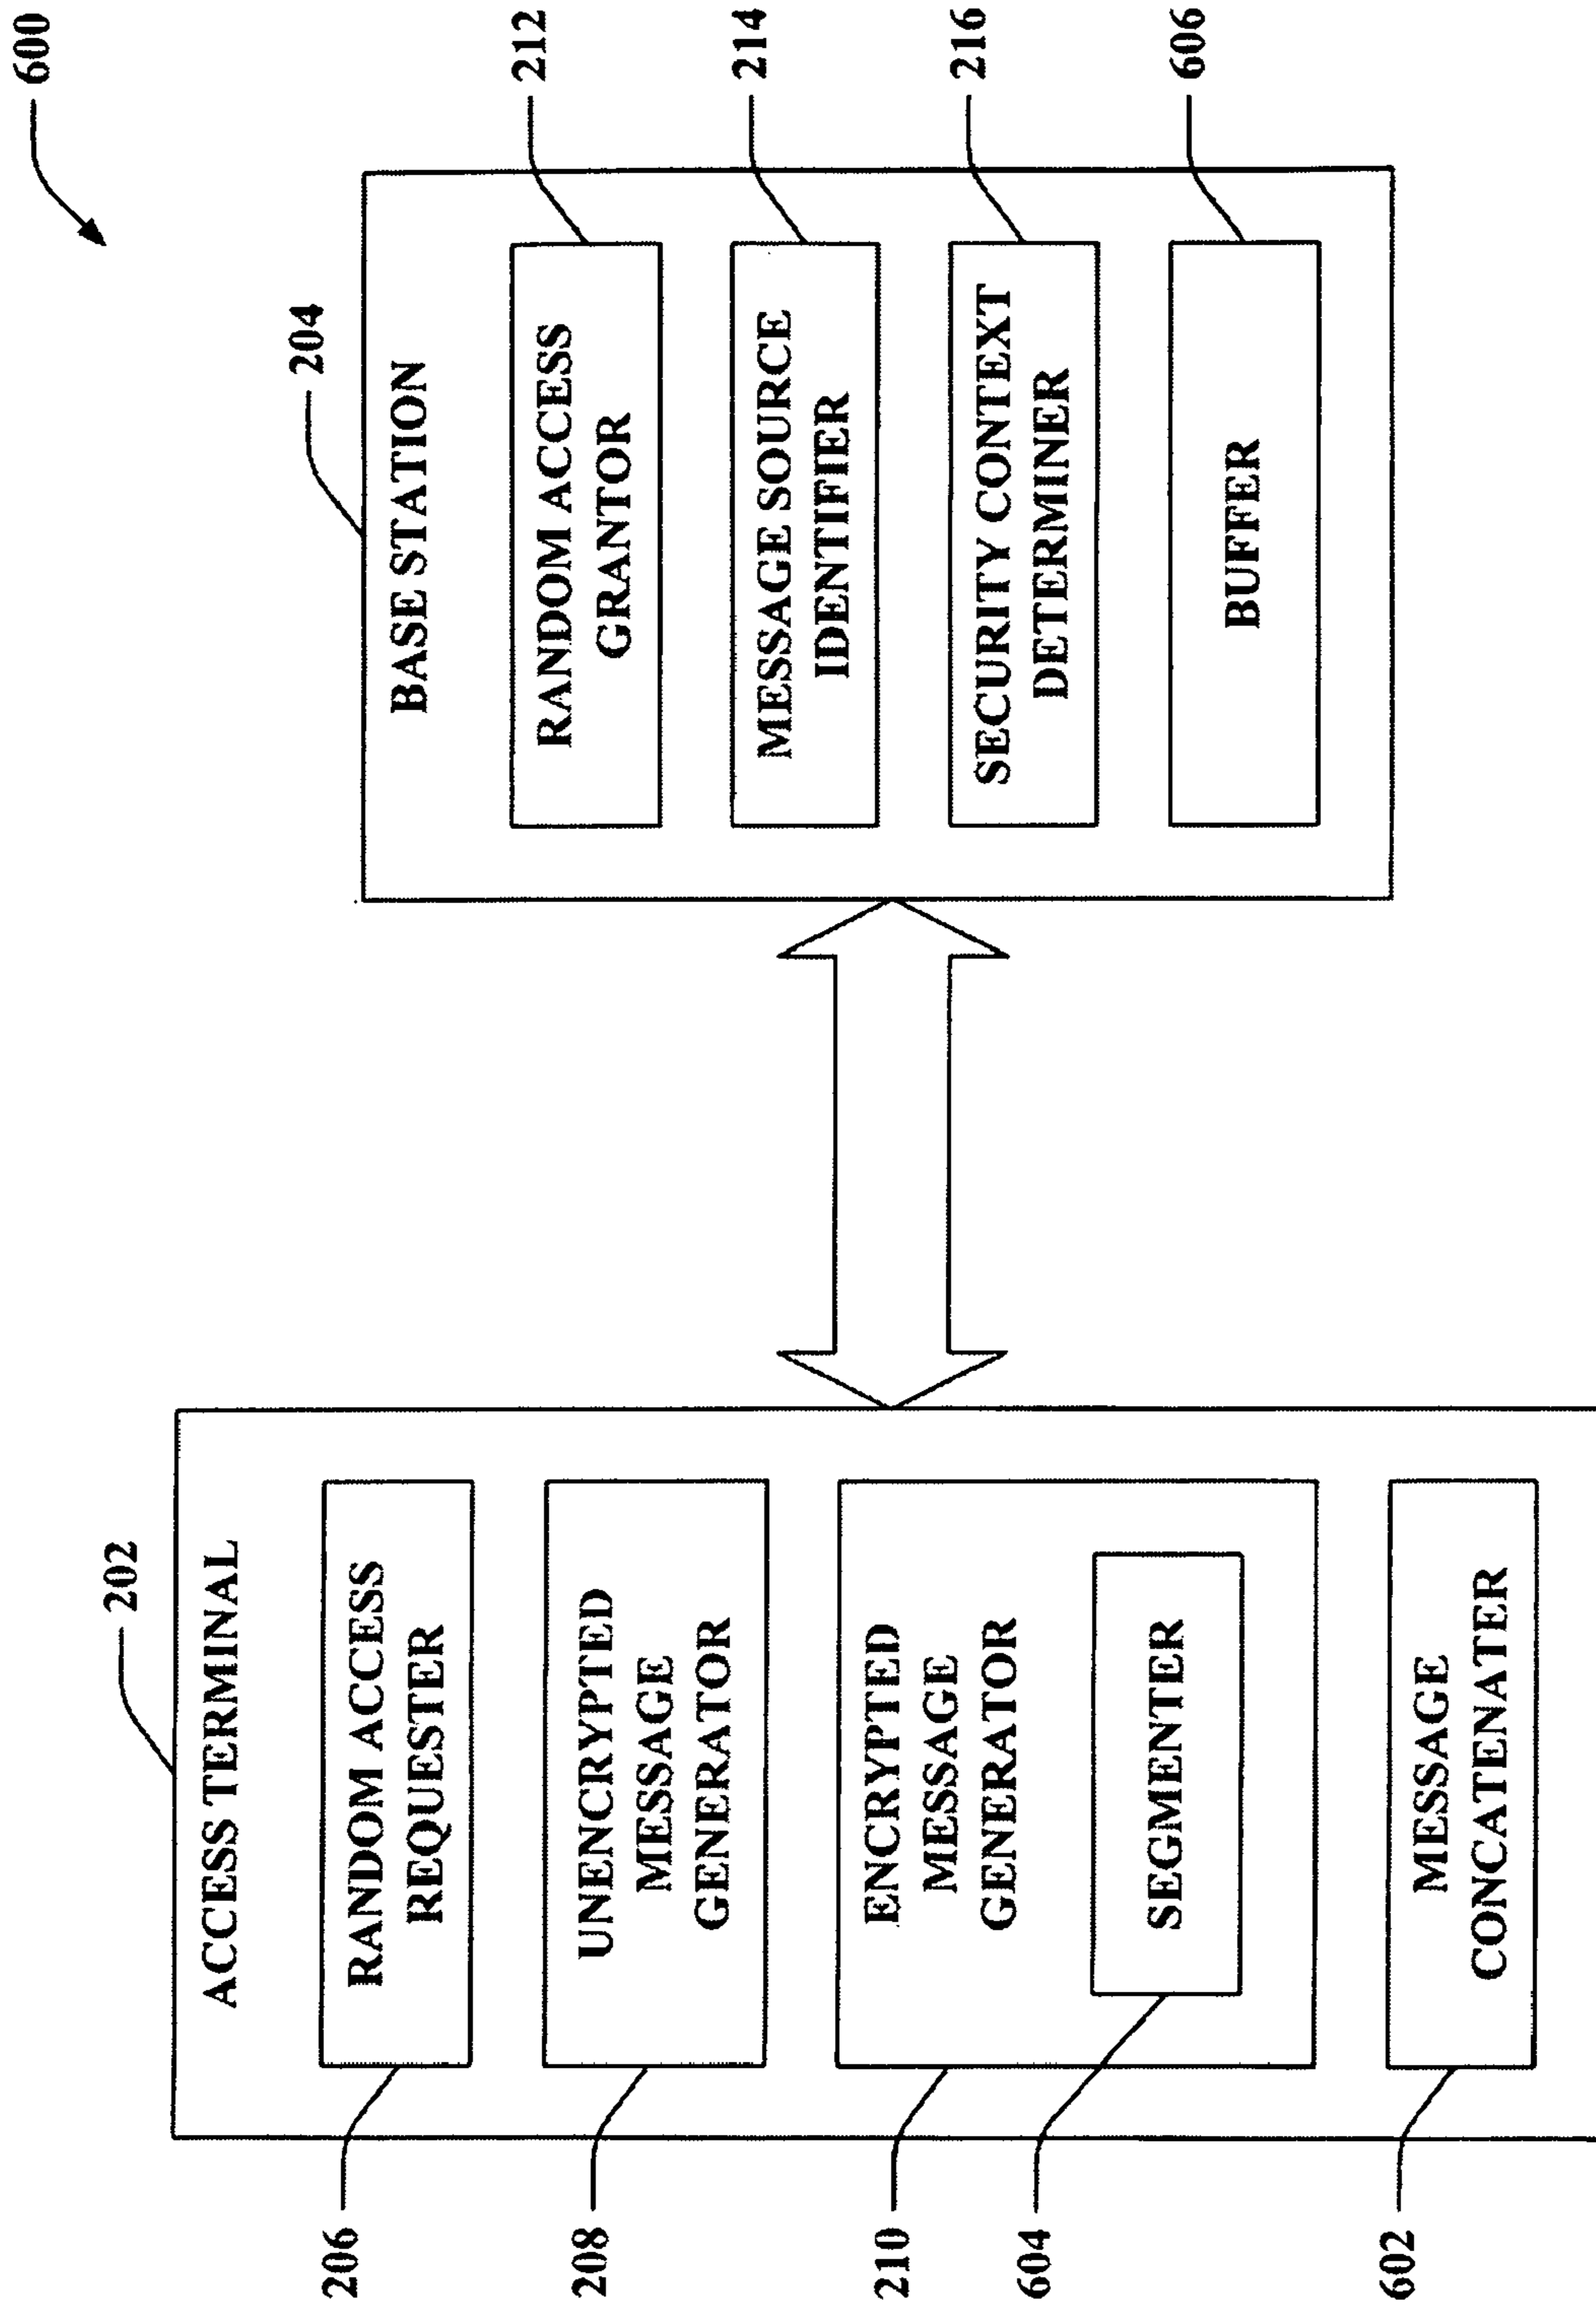 600
202
ACCESS TERMINAL
206
RANDOM ACCESS
REQUESTER
208
UNENCRYPTED
MESSAGE
GENERATOR
210
ENCRYPTED
MESSAGE
GENERATOR
604
SEGMENTER
602
MESSAGE
CONCATENATER
204
BASE STATION
RANDOM ACCESS
GRANTOR
212
MESSAGE SOURCE
IDENTIFIER
214
SECURITY CONTEXT
DETERMINER
216
BUFFER
606